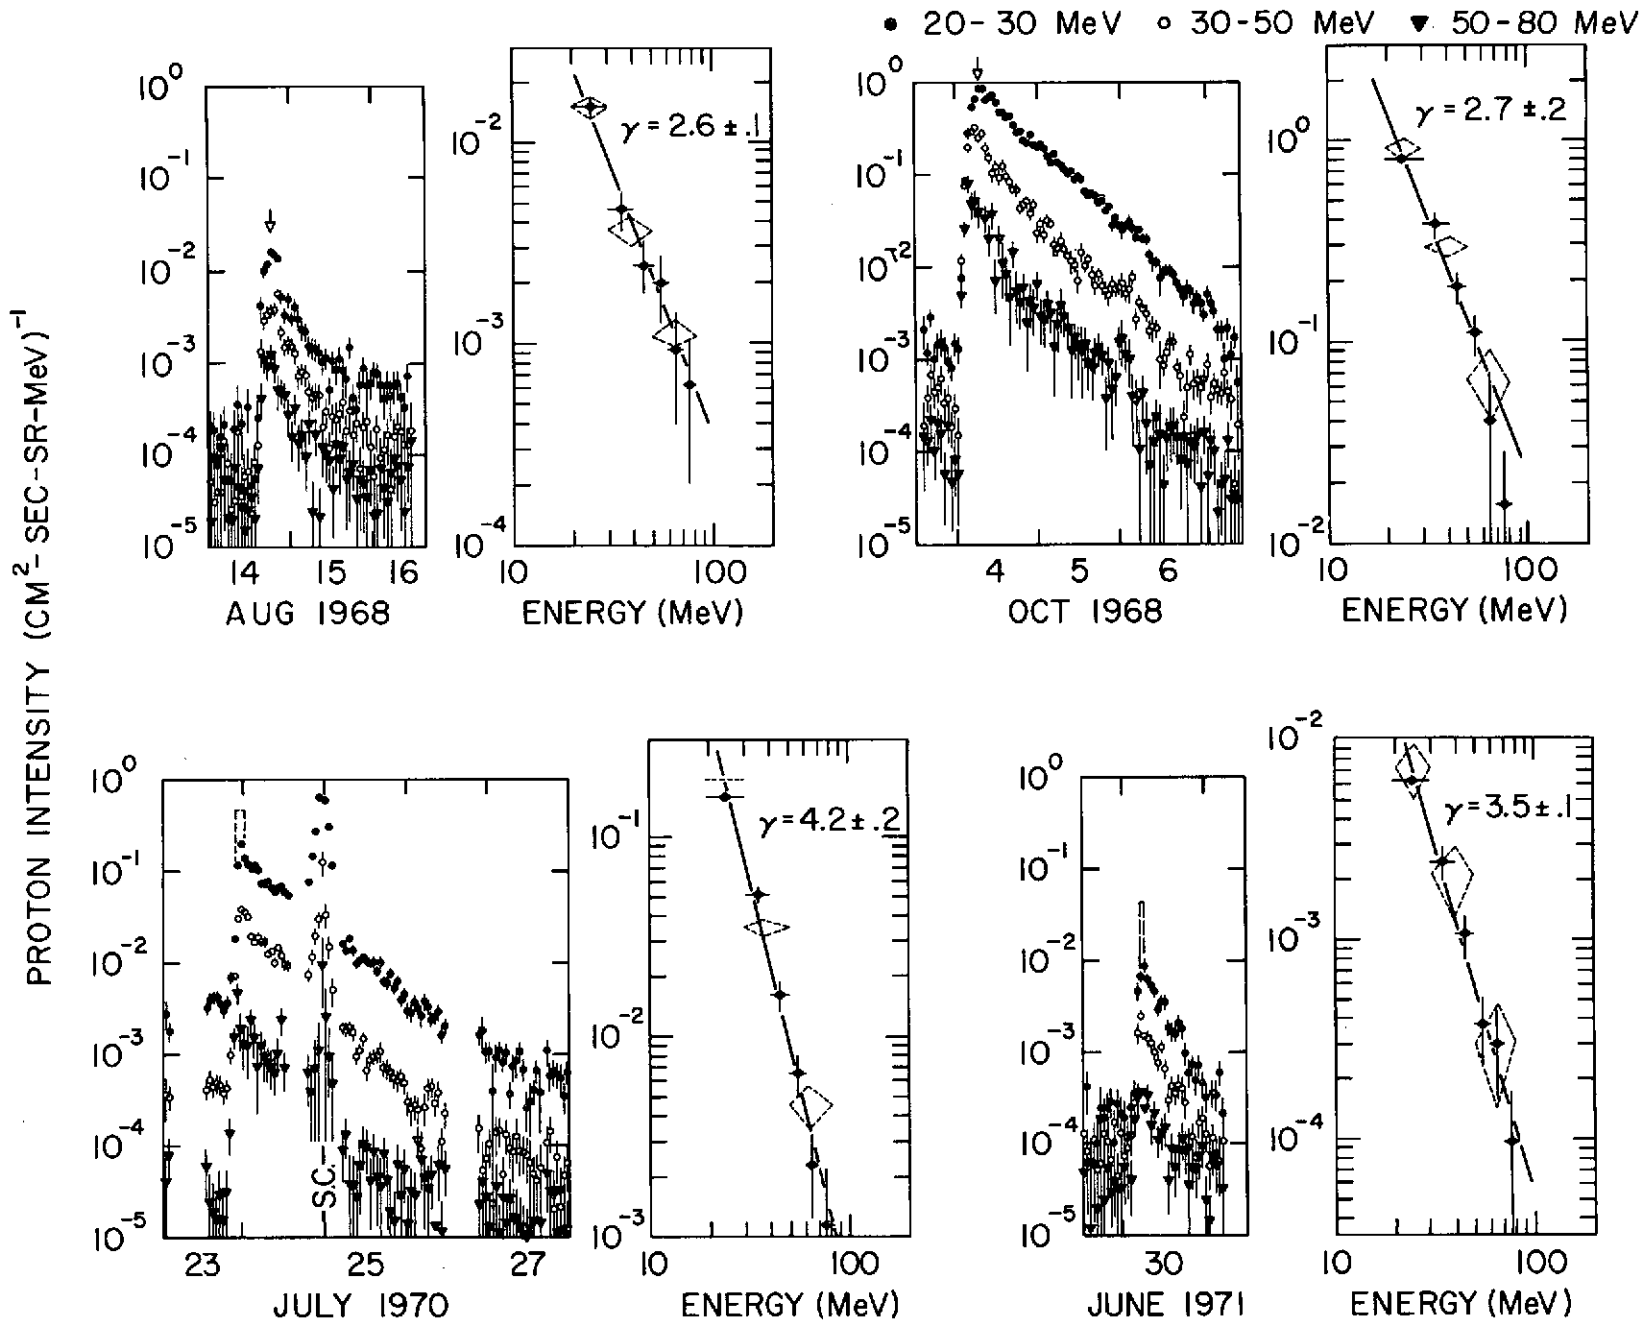 ● 20-30 MeV ○ 30-50 MeV ▼ 50-80 MeV
PROTON INTENSITY (CM²-SEC-SR-MeV)⁻¹
10⁰
10⁻¹
10⁻²
10⁻³
10⁻⁴
10⁻⁵
14 15 16
AUG 1968
γ = 2.6 ± .1
10⁻²
10⁻³
10⁻⁴
10 100
ENERGY (MeV)
10⁰
10⁻¹
10⁻²
10⁻³
10⁻⁴
10⁻⁵
4 5 6
OCT 1968
γ = 2.7 ± .2
10⁰
10⁻¹
10⁻²
10 100
ENERGY (MeV)
10⁰
10⁻¹
10⁻²
10⁻³
10⁻⁴
10⁻⁵
S.C.
23 25 27
JULY 1970
γ = 4.2 ± .2
10⁻¹
10⁻²
10⁻³
10 100
ENERGY (MeV)
10⁰
10⁻¹
10⁻²
10⁻³
10⁻⁴
10⁻⁵
30
JUNE 1971
γ = 3.5 ± .1
10⁻²
10⁻³
10⁻⁴
10 100
ENERGY (MeV)